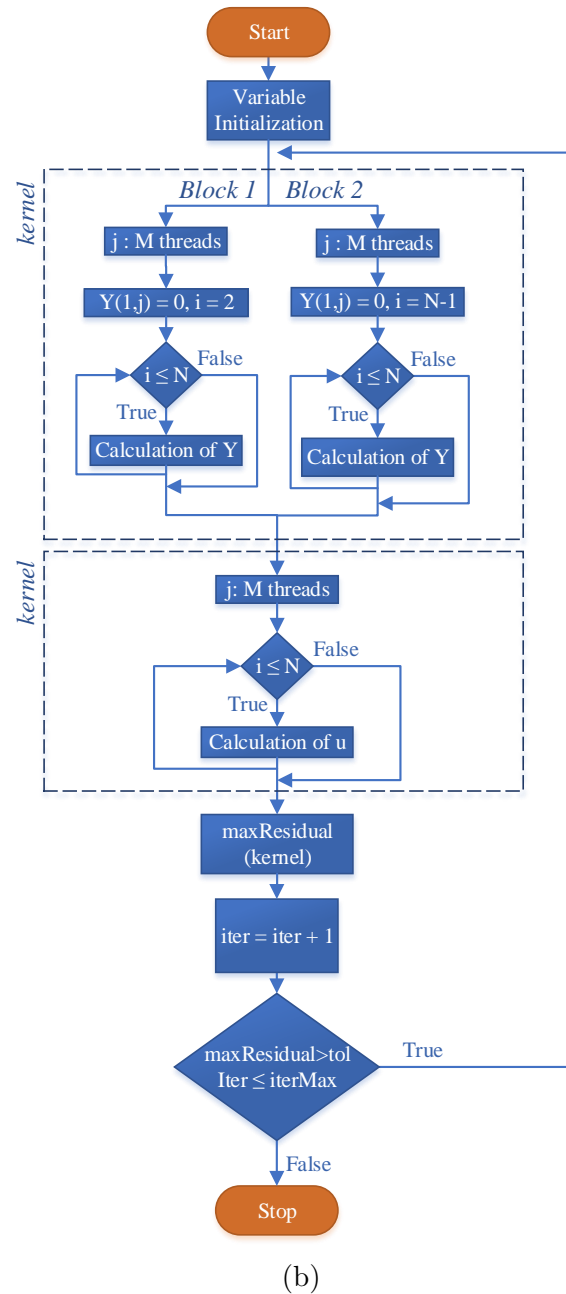 Start
Variable
Initialization
kernel
Block 1
Block 2
j : M threads
j : M threads
Y(1,j) = 0, i = 2
Y(1,j) = 0, i = N-1
i ≤ N
False
True
i ≤ N
False
True
Calculation of Y
Calculation of Y
kernel
j: M threads
i ≤ N
False
True
Calculation of u
maxResidual
(kernel)
iter = iter + 1
maxResidual>tol
Iter ≤ iterMax
True
False
Stop
(b)